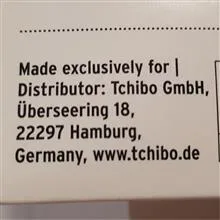 Made exclusively for |
Distributor: Tchibo GmbH,
Überseering 18,
22297 Hamburg,
Germany, www.tchibo.de